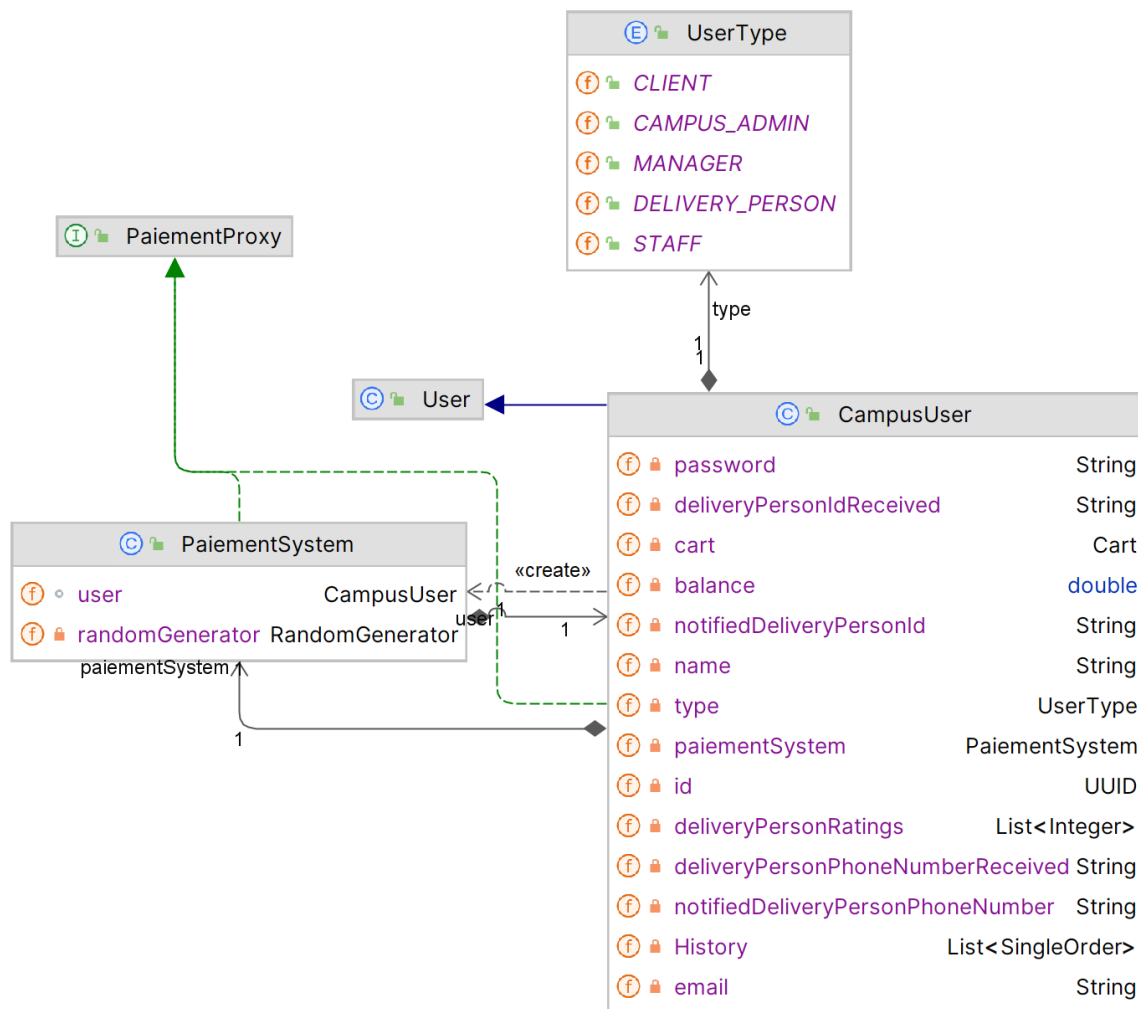 E UserType
f CLIENT
f CAMPUS_ADMIN
f MANAGER
f DELIVERY_PERSON
f STAFF
I PaiementProxy
type
1
1
C User
C CampusUser
f password String
f deliveryPersonIdReceived String
f cart Cart
f balance double
f notifiedDeliveryPersonId String
f name String
f type UserType
f paiementSystem PaiementSystem
f id UUID
f deliveryPersonRatings List<Integer>
f deliveryPersonPhoneNumberReceived String
f notifiedDeliveryPersonPhoneNumber String
f History List<SingleOrder>
f email String
C PaiementSystem
f user CampusUser
f randomGenerator RandomGenerator
«create»
user
1
1
paiementSystem
1
1